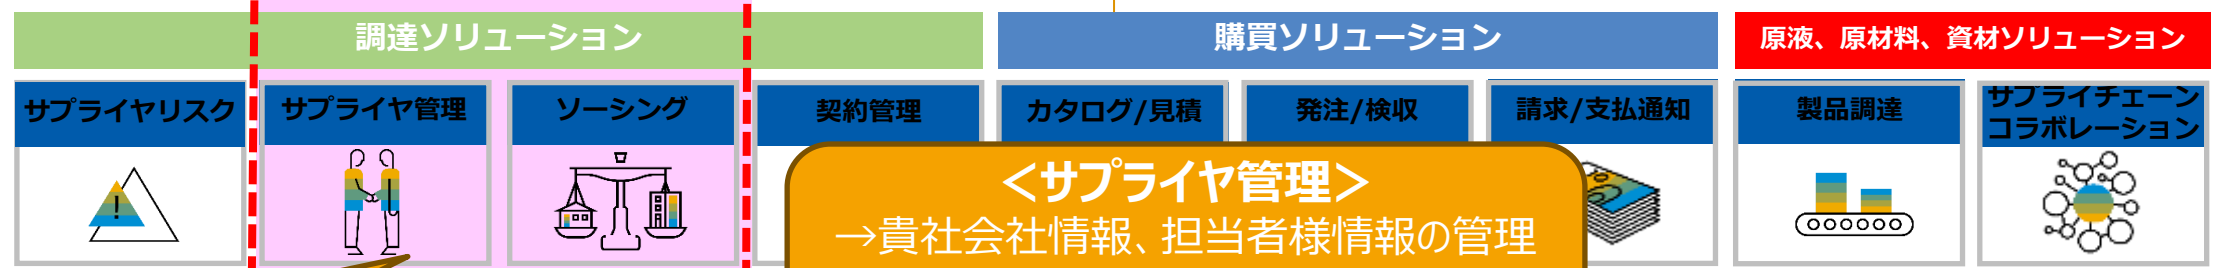 調達ソリューション
購買ソリューション
原液、原材料、資材ソリューション
サプライヤリスク
サプライヤ管理
ソーシング
契約管理
カタログ/見積
発注/検収
請求/支払通知
製品調達
サプライチェーン
コラボレーション
!
＜サプライヤ管理＞
→貴社会社情報、担当者様情報の管理